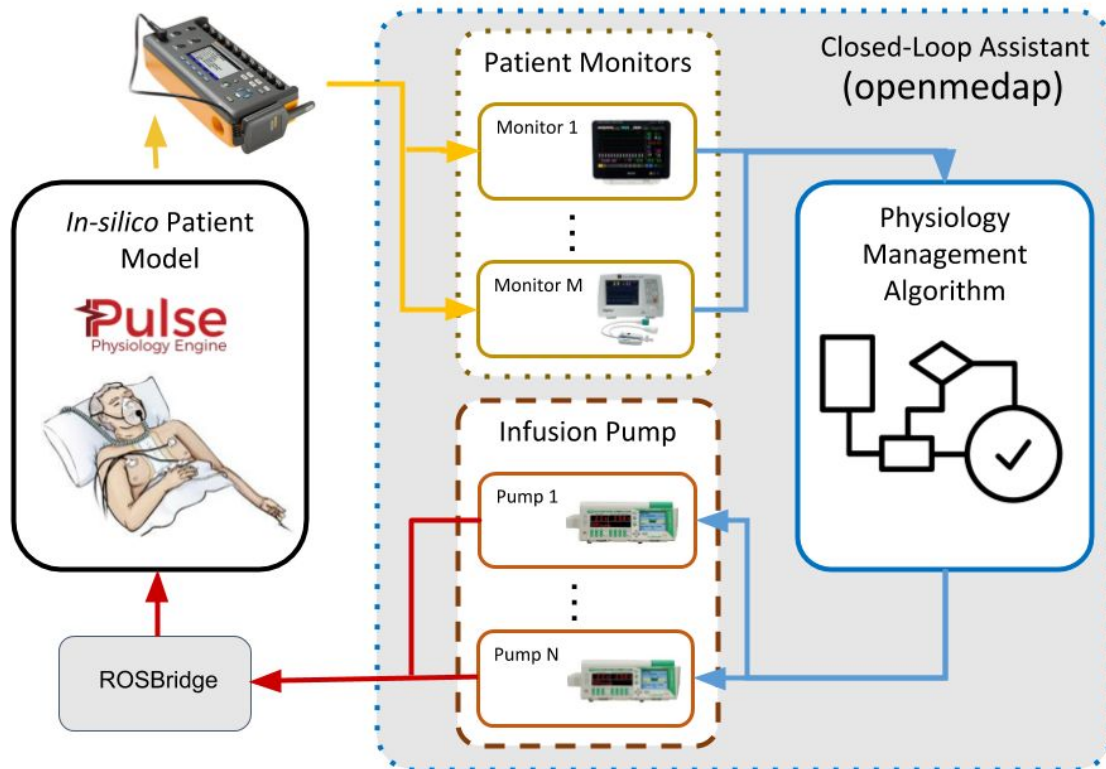 Closed-Loop Assistant
(openmedap)
Patient Monitors
Monitor 1
Monitor M
In-silico Patient
Model
Pulse
Physiology Engine
Physiology
Management
Algorithm
Infusion Pump
Pump 1
Pump N
ROSBridge